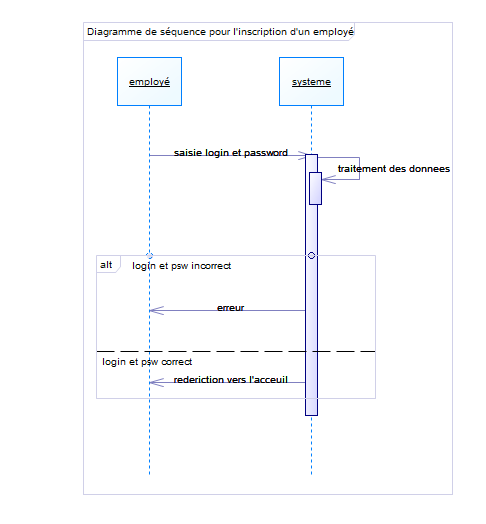 Diagramme de séquence pour l'inscription d'un employé
employé
systeme
saisie login et password
traitement des donnees
alt
login et psw incorrect
erreur
login et psw correct
rederiction vers l'acceuil